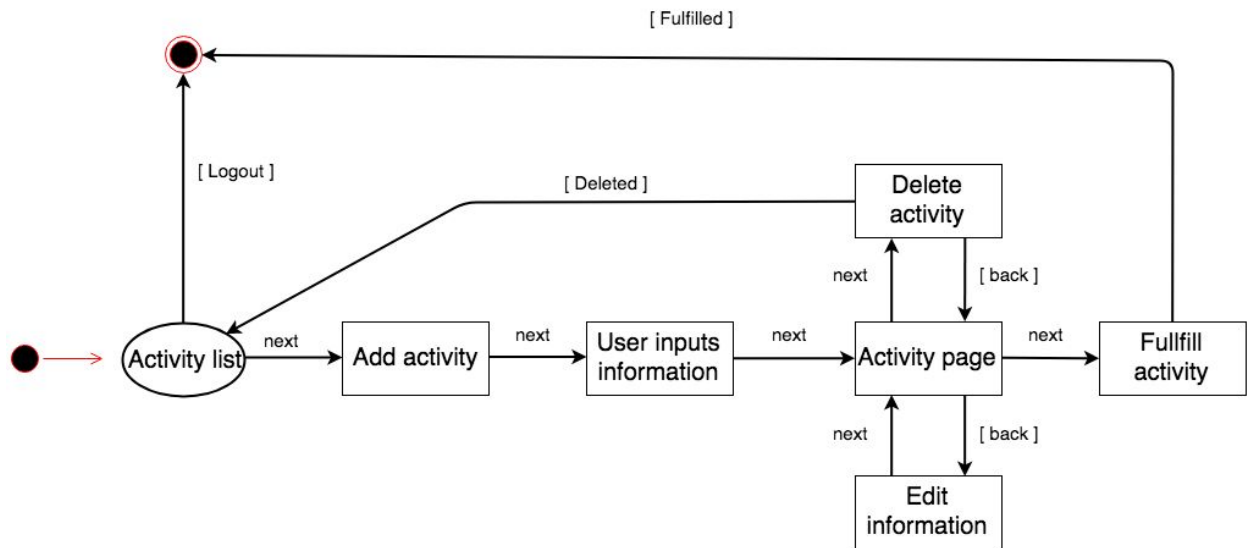 [ Fulfilled ]
[ Logout ]
[ Deleted ]
Delete
activity
next
[ back ]
Activity list
next
Add activity
next
User inputs
information
next
Activity page
next
Fullfill
activity
next
[ back ]
Edit
information